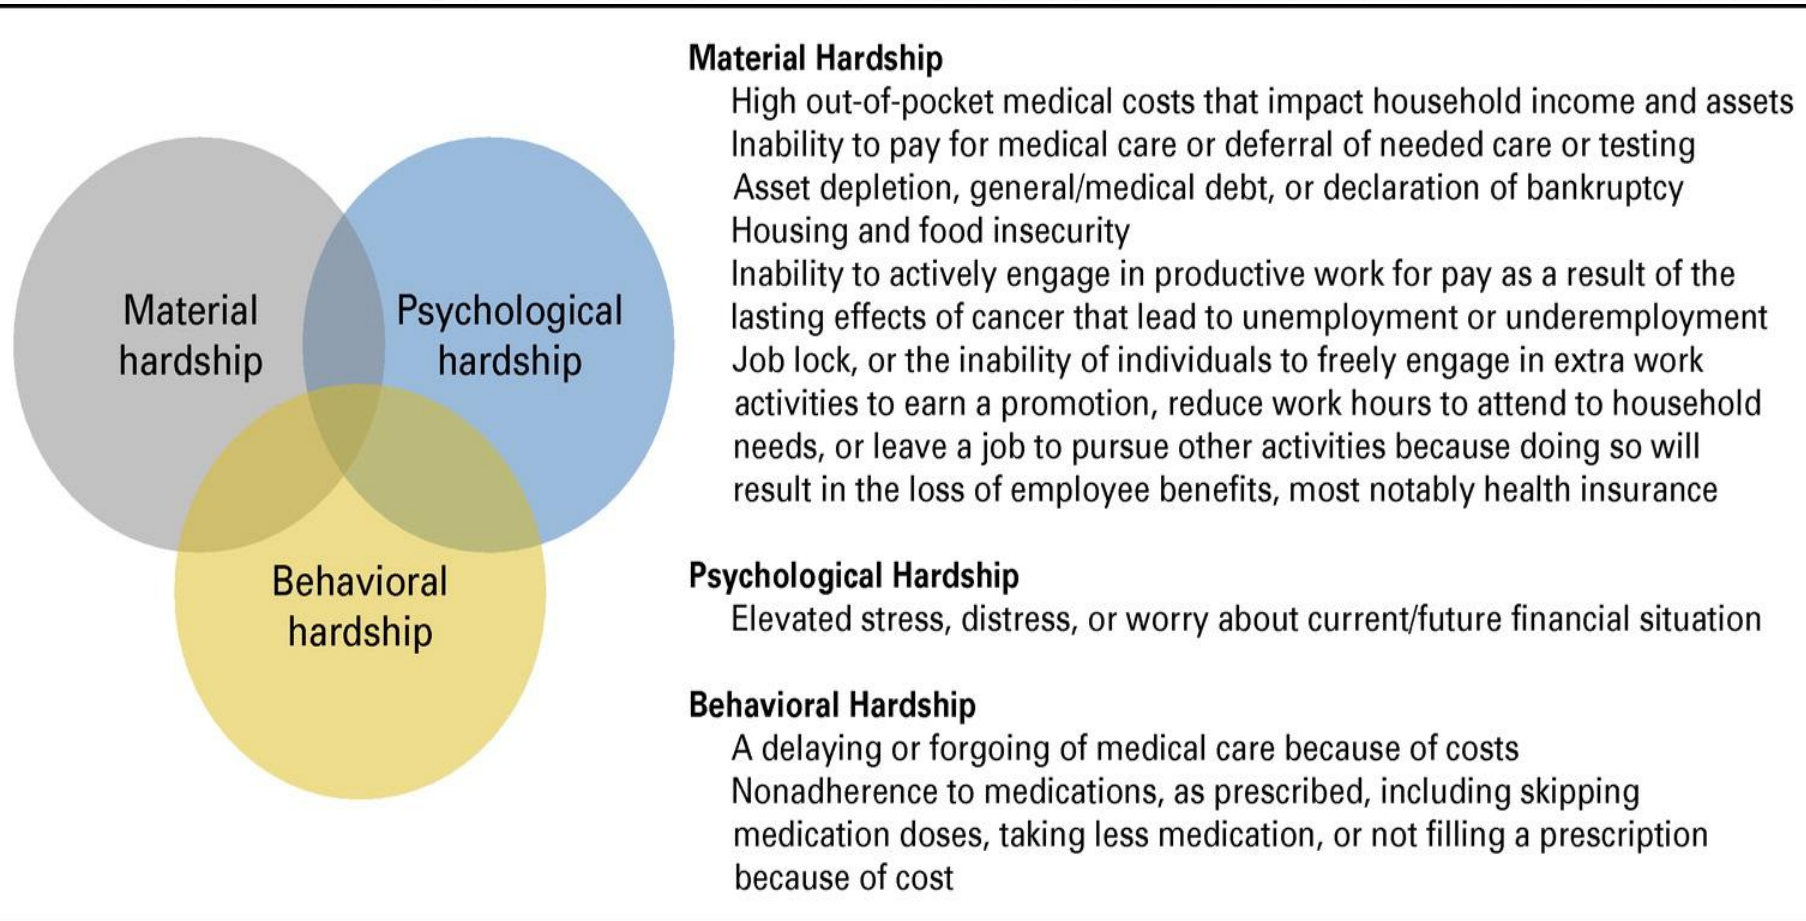 Material
hardship
Psychological
hardship
Behavioral
hardship
Material Hardship
High out-of-pocket medical costs that impact household income and assets
Inability to pay for medical care or deferral of needed care or testing
Asset depletion, general/medical debt, or declaration of bankruptcy
Housing and food insecurity
Inability to actively engage in productive work for pay as a result of the
lasting effects of cancer that lead to unemployment or underemployment
Job lock, or the inability of individuals to freely engage in extra work
activities to earn a promotion, reduce work hours to attend to household
needs, or leave a job to pursue other activities because doing so will
result in the loss of employee benefits, most notably health insurance
Psychological Hardship
Elevated stress, distress, or worry about current/future financial situation
Behavioral Hardship
A delaying or forgoing of medical care because of costs
Nonadherence to medications, as prescribed, including skipping
medication doses, taking less medication, or not filling a prescription
because of cost